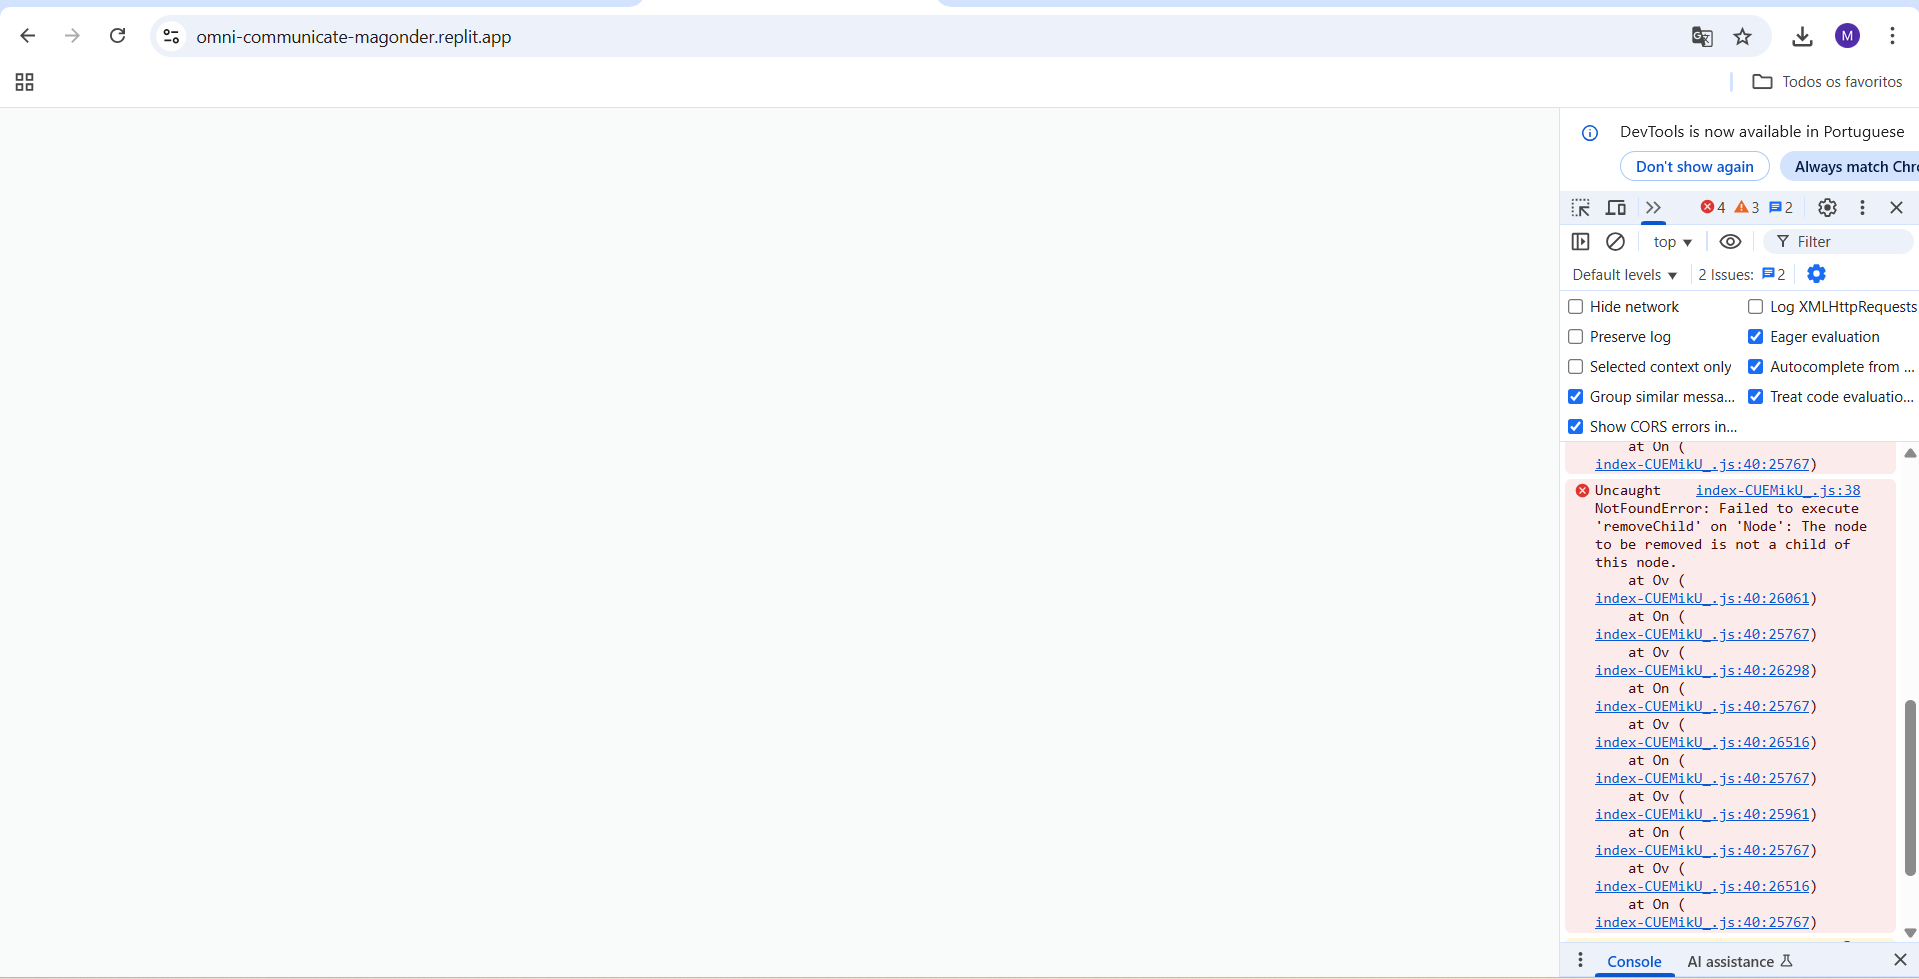 omni-communicate-magonder.replit.app
M
Todos os favoritos
DevTools is now available in Portuguese
Don't show again
Always match Chro
4 3 2
top
Filter
Default levels
2 Issues: 2
Hide network
Log XMLHttpRequests
Preserve log
Eager evaluation
Selected context only
Autocomplete from ...
Group similar messa...
Treat code evaluatio...
Show CORS errors in...
at On (
index-CUEMikU_.js:40:25767)
Uncaught index-CUEMikU_.js:38
NotFoundError: Failed to execute
'removeChild' on 'Node': The node
to be removed is not a child of
this node.
at Ov (
index-CUEMikU_.js:40:26061)
at On (
index-CUEMikU_.js:40:25767)
at Ov (
index-CUEMikU_.js:40:26298)
at On (
index-CUEMikU_.js:40:25767)
at Ov (
index-CUEMikU_.js:40:26516)
at On (
index-CUEMikU_.js:40:25767)
at Ov (
index-CUEMikU_.js:40:25961)
at On (
index-CUEMikU_.js:40:25767)
at Ov (
index-CUEMikU_.js:40:26516)
at On (
index-CUEMikU_.js:40:25767)
Console
AI assistance